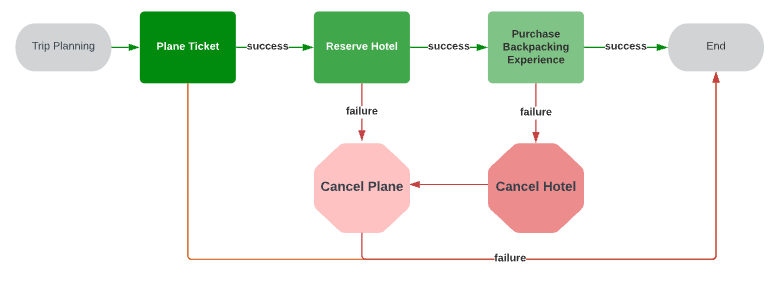 Trip Planning
Plane Ticket
success
Reserve Hotel
success
Purchase
Backpacking
Experience
success
End
failure
failure
Cancel Plane
Cancel Hotel
failure